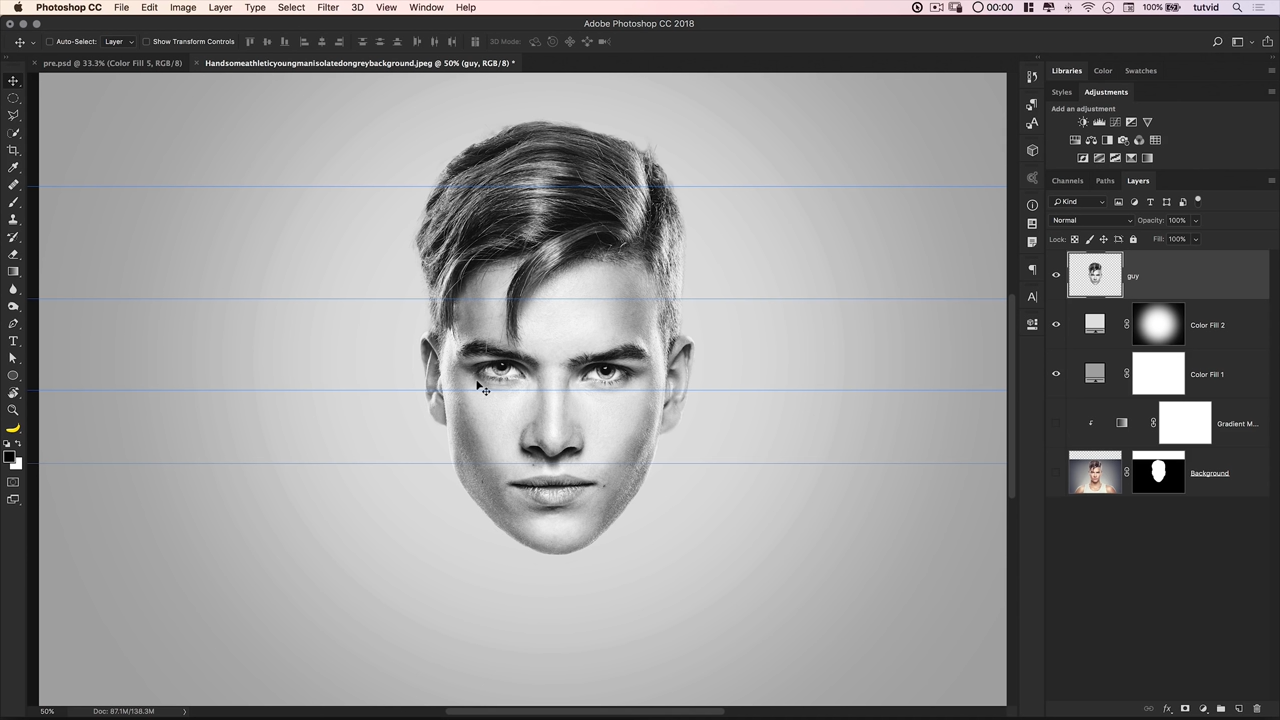 Photoshop CC File Edit Image Layer Type Select Filter 3D View Window Help 00:00 100% tutvid
Adobe Photoshop CC 2018
Auto-Select: Layer Show Transform Controls 3D Mode:
× pre.psd @ 33.3% (Color Fill 5, RGB/8) × Handsomeathleticyoungmanisolatedongreybackground.jpeg @ 50% (guy, RGB/8) *
Libraries Color Swatches
Styles Adjustments
Add an adjustment
Channels Paths Layers
Kind
Normal Opacity: 100%
Lock: Fill: 100%
guy
Color Fill 2
Color Fill 1
Gradient M...
Background
50% Doc: 87.1M/138.3M